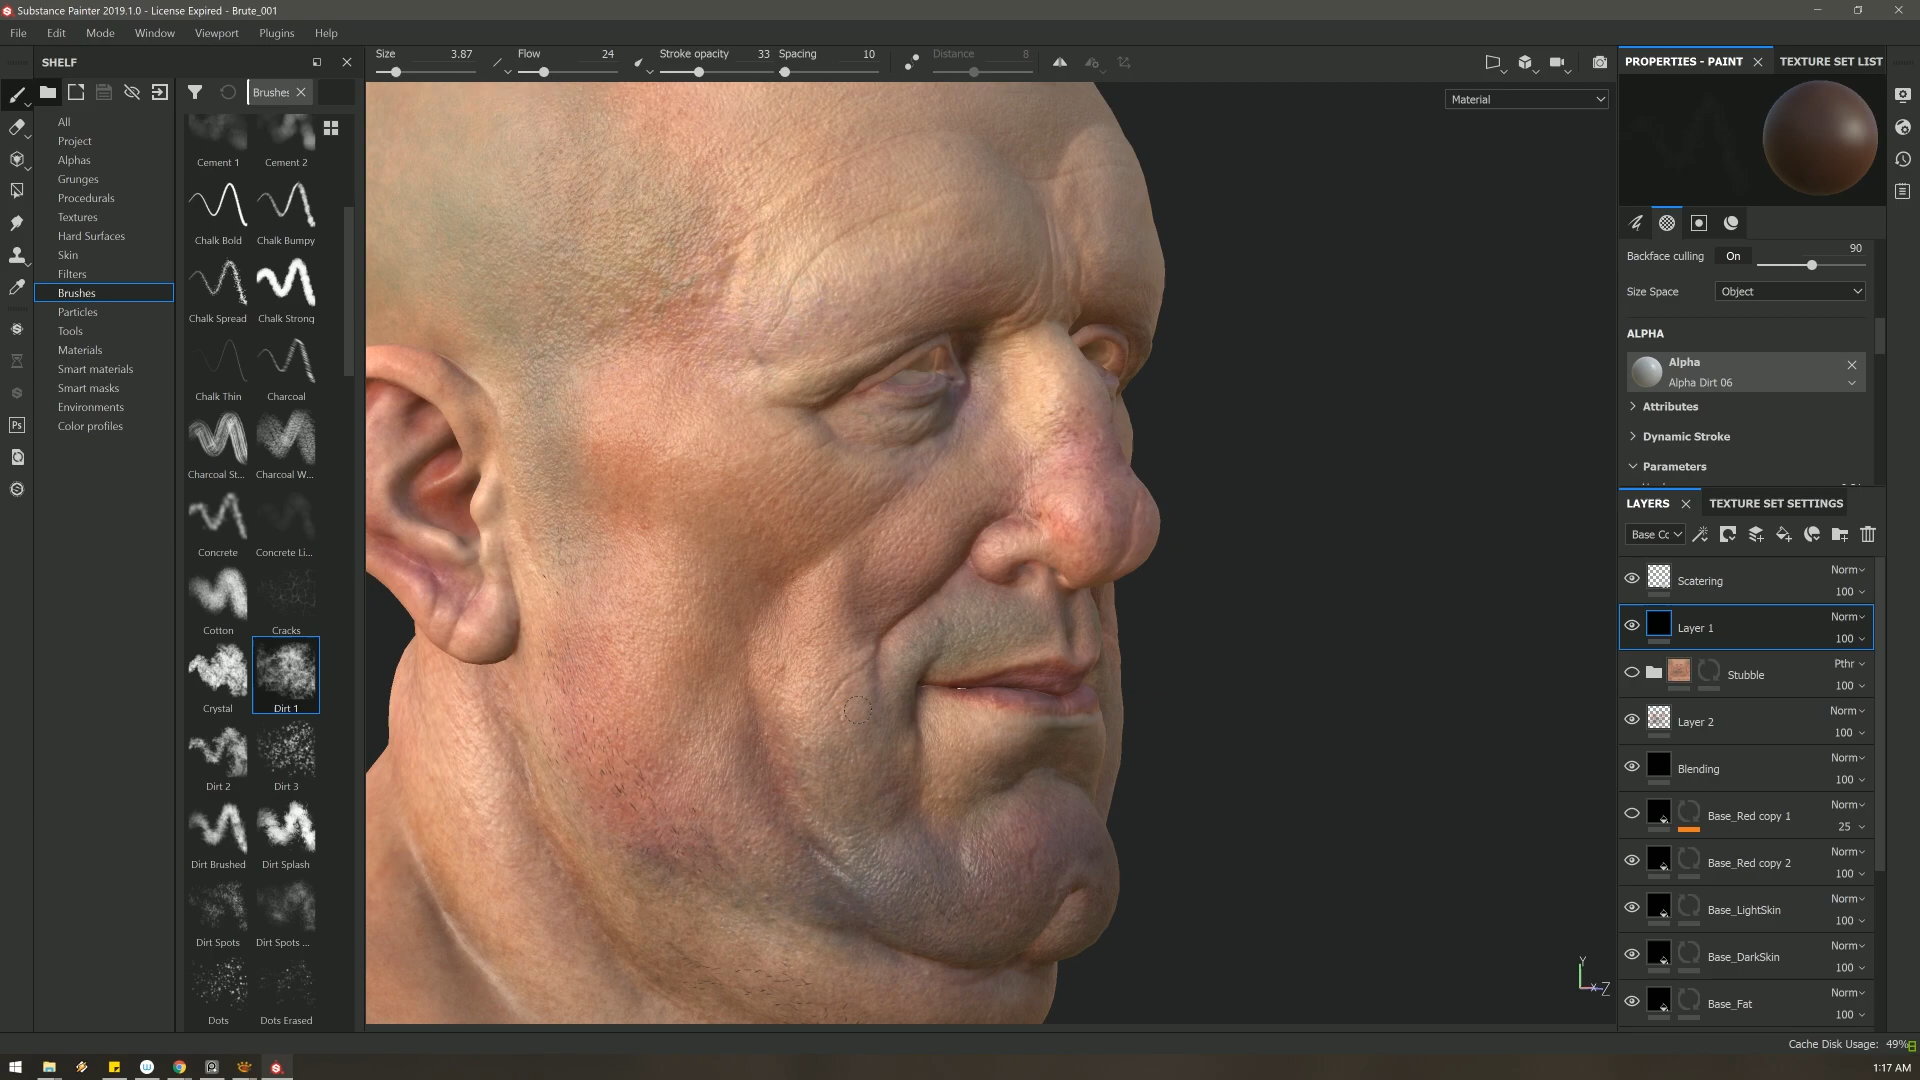 Substance Painter 2019.1.0 - License Expired - Brute_001
File Edit Mode Window Viewport Plugins Help
SHELF
Size 3.87 Flow 24 Stroke opacity 33 Spacing 10 Distance 8
Brushes
All
Project
Alphas
Grunges
Procedurals
Textures
Hard Surfaces
Skin
Filters
Brushes
Particles
Tools
Materials
Smart materials
Smart masks
Environments
Color profiles
Ps
Cement 1 Cement 2
Chalk Bold Chalk Bumpy
Chalk Spread Chalk Strong
Chalk Thin Charcoal
Charcoal St... Charcoal W...
Concrete Concrete Li...
Cotton Cracks
Crystal Dirt 1
Dirt 2 Dirt 3
Dirt Brushed Dirt Splash
Dirt Spots Dirt Spots ...
Dots Dots Erased
Material
Y
X Z
PROPERTIES - PAINT TEXTURE SET LIST
90
Backface culling On
Size Space Object
ALPHA
Alpha
Alpha Dirt 06
Attributes
Dynamic Stroke
Parameters
LAYERS TEXTURE SET SETTINGS
Base Cc
Scatering Norm 100
Layer 1 Norm 100
Stubble Pthr 100
Layer 2 Norm 100
Blending Norm 100
Base_Red copy 1 Norm 25
Base_Red copy 2 Norm 100
Base_LightSkin Norm 100
Base_DarkSkin Norm 100
Base_Fat Norm 100
Cache Disk Usage: 49%
1:17 AM